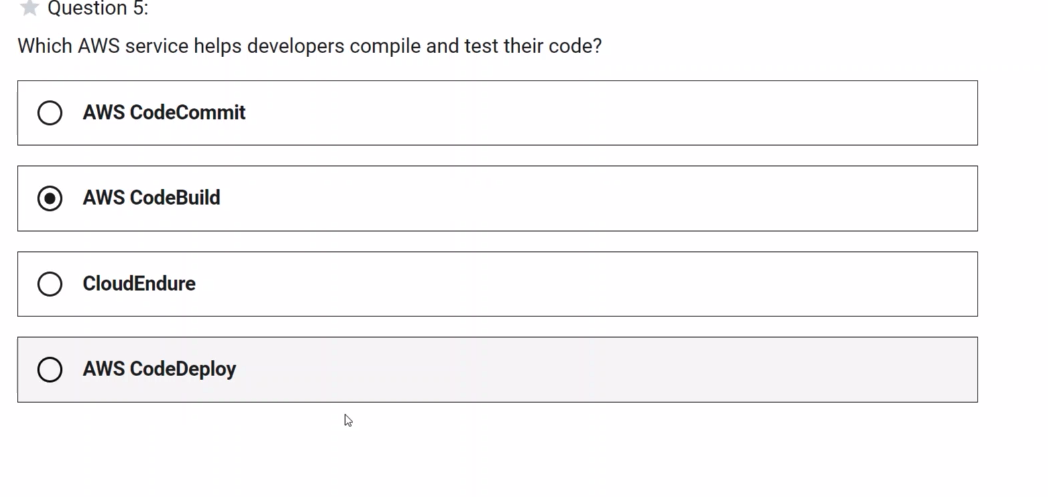 Question 5:
Which AWS service helps developers compile and test their code?
AWS CodeCommit
AWS CodeBuild
CloudEndure
AWS CodeDeploy